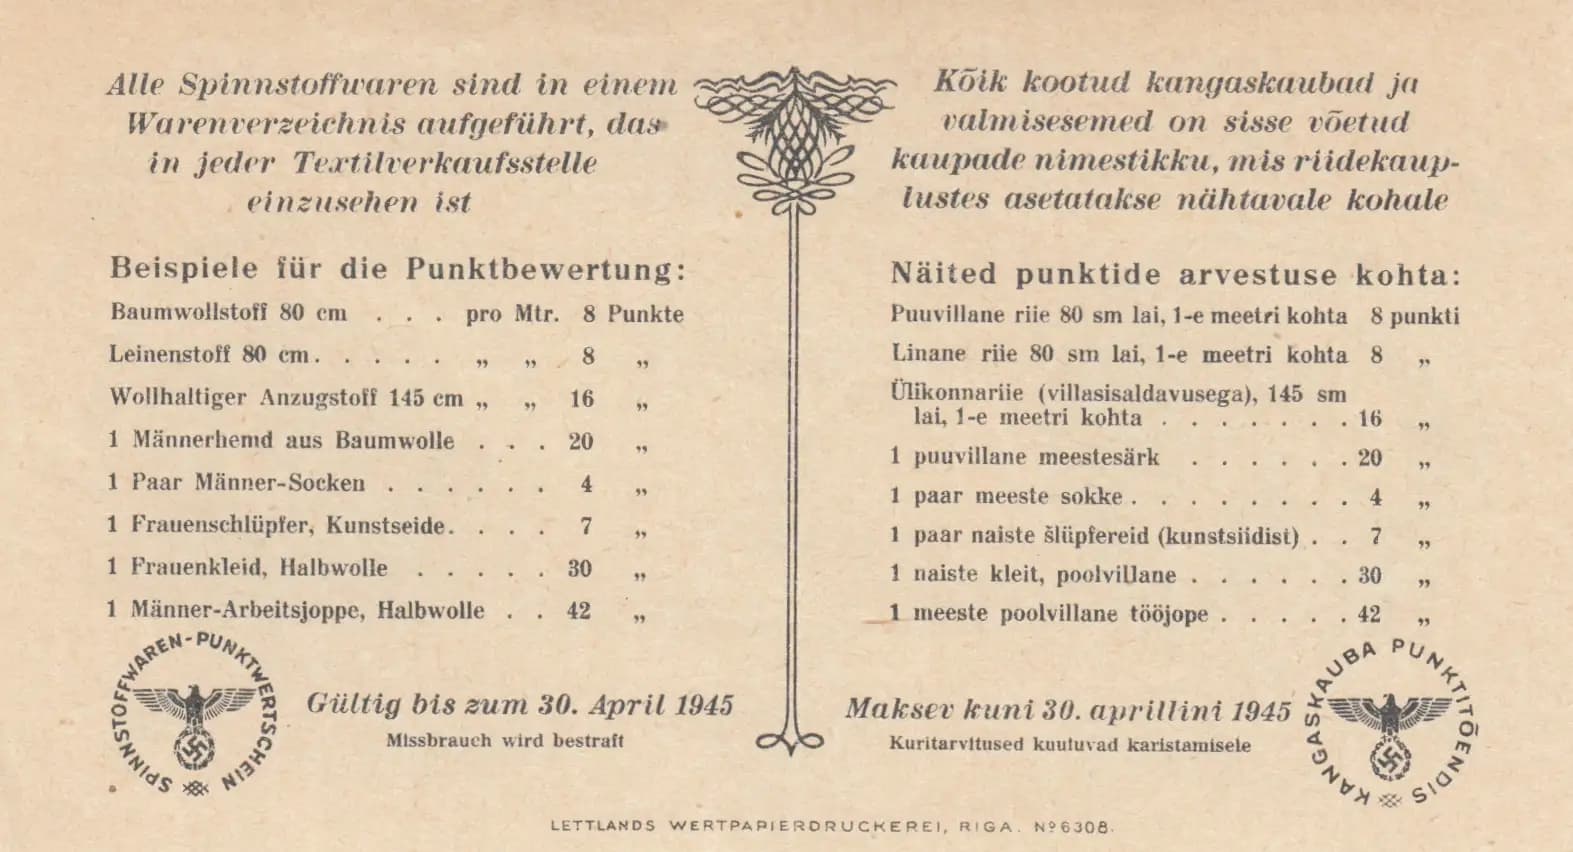 Alle Spinnstoffwaren sind in einem
Warenverzeichnis aufgeführt, das
in jeder Textilverkaufsstelle
einzusehen ist
Beispiele für die Punktbewertung:
Baumwollstoff 80 cm . . . pro Mtr. 8 Punkte
Leinenstoff 80 cm . . . . . „ „ 8 „
Wollhaltiger Anzugstoff 145 cm „ „ 16 „
1 Männerhemd aus Baumwolle . . . 20 „
1 Paar Männer-Socken . . . . . . 4 „
1 Frauenschlüpfer, Kunstseide . . . . 7 „
1 Frauenkleid, Halbwolle . . . . . 30 „
1 Männer-Arbeitsjoppe, Halbwolle . . 42 „
SPINNSTOFFWAREN-PUNKTWERTSCHEIN
Gültig bis zum 30. April 1945
Missbrauch wird bestraft
Kõik kootud kangaskaubad ja
valmisesemed on sisse võetud
kaupade nimestikku, mis riidekaup-
lustes asetatakse nähtavale kohale
Näited punktide arvestuse kohta:
Puuvillane riie 80 sm lai, 1-e meetri kohta 8 punkti
Linane riie 80 sm lai, 1-e meetri kohta 8 „
Ülikonnariie (villasisaldavusega), 145 sm
lai, 1-e meetri kohta . . . . . . . 16 „
1 puuvillane meestesärk . . . . . . 20 „
1 paar meeste sokke . . . . . . . . 4 „
1 paar naiste šlüpfereid (kunstsiidist) . . 7 „
1 naiste kleit, poolvillane . . . . . . 30 „
1 meeste poolvillane tööjope . . . . . 42 „
Maksev kuni 30. aprillini 1945
Kuritarvitused kuuluvad karistamisele
KANGASKAUBA PUNKTITÕENDIS
LETTLANDS WERTPAPIERDRUCKEREI, RIGA. № 6308.